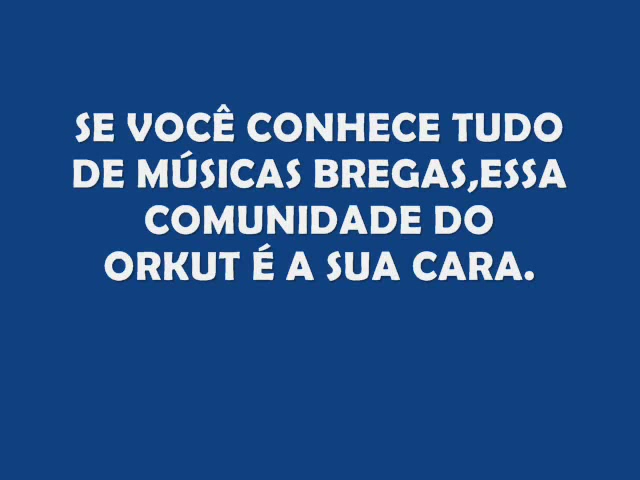 SE VOCÊ CONHECE TUDO
DE MÚSICAS BREGAS,ESSA
COMUNIDADE DO
ORKUT É A SUA CARA.